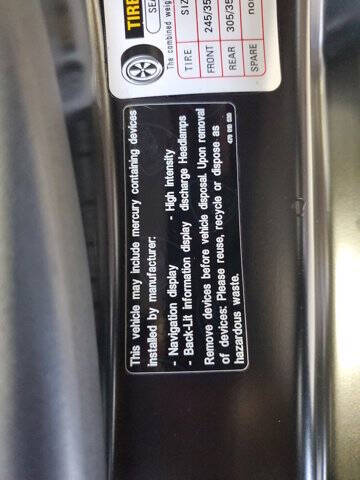 TIRE
SEA
The combined weig
TIRE SIZ
FRONT 245/35
REAR 305/35
SPARE non
This vehicle may include mercury containing devices
installed by manufacturer:
- Navigation display - High Intensity
- Back-Lit information display discharge Headlamps
Remove devices before vehicle disposal. Upon removal
of devices: Please reuse, recycle or dispose as
hazardous waste.